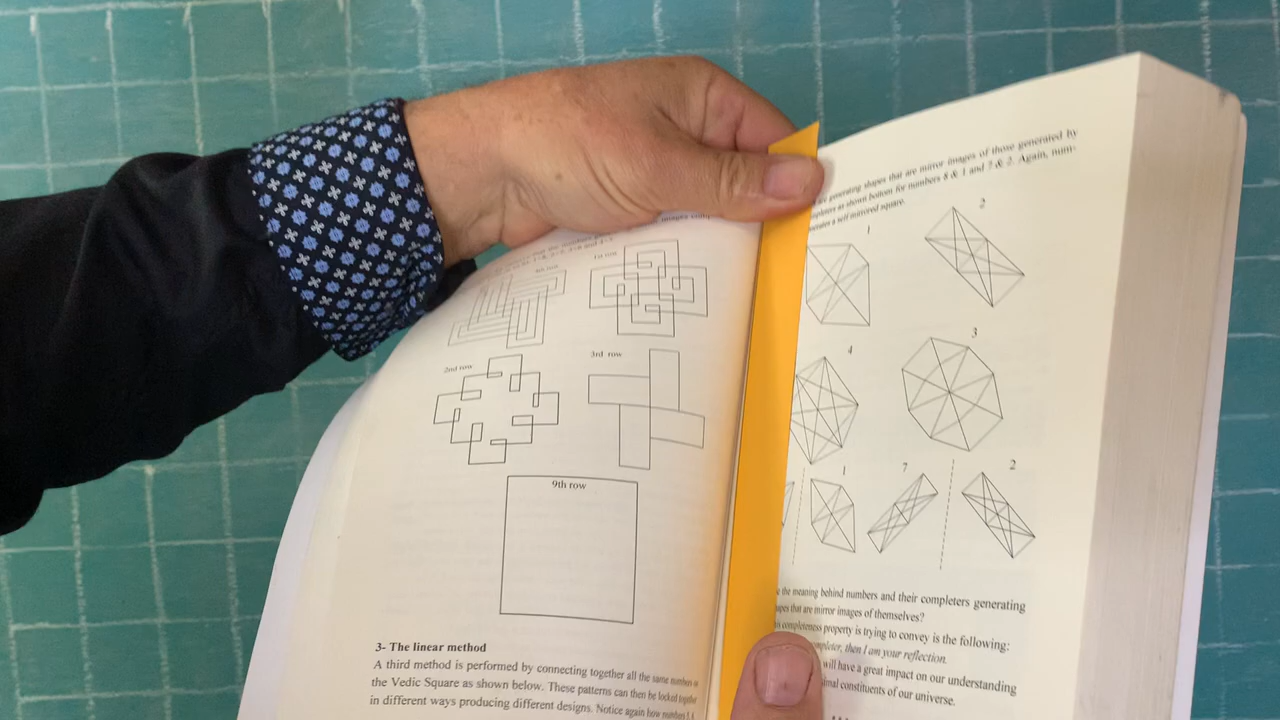 4th row
1st row
2nd row
3rd row
9th row
3- The linear method
A third method is performed by connecting together all the same numbers in
the Vedic Square as shown below. These patterns can then be locked together
in different ways producing different designs. Notice again how numbers
are generating shapes that are mirror images of those generated by
as shown bottom for numbers 8 & 1 and 7 & 2. Again, num-
a self mirrored square.
1
2
4
3
1
7
2
the meaning behind numbers and their completers generating
that are mirror images of themselves?
completeness property is trying to convey is the following:
then I am your reflection.
will have a great impact on our understanding
constituents of our universe.